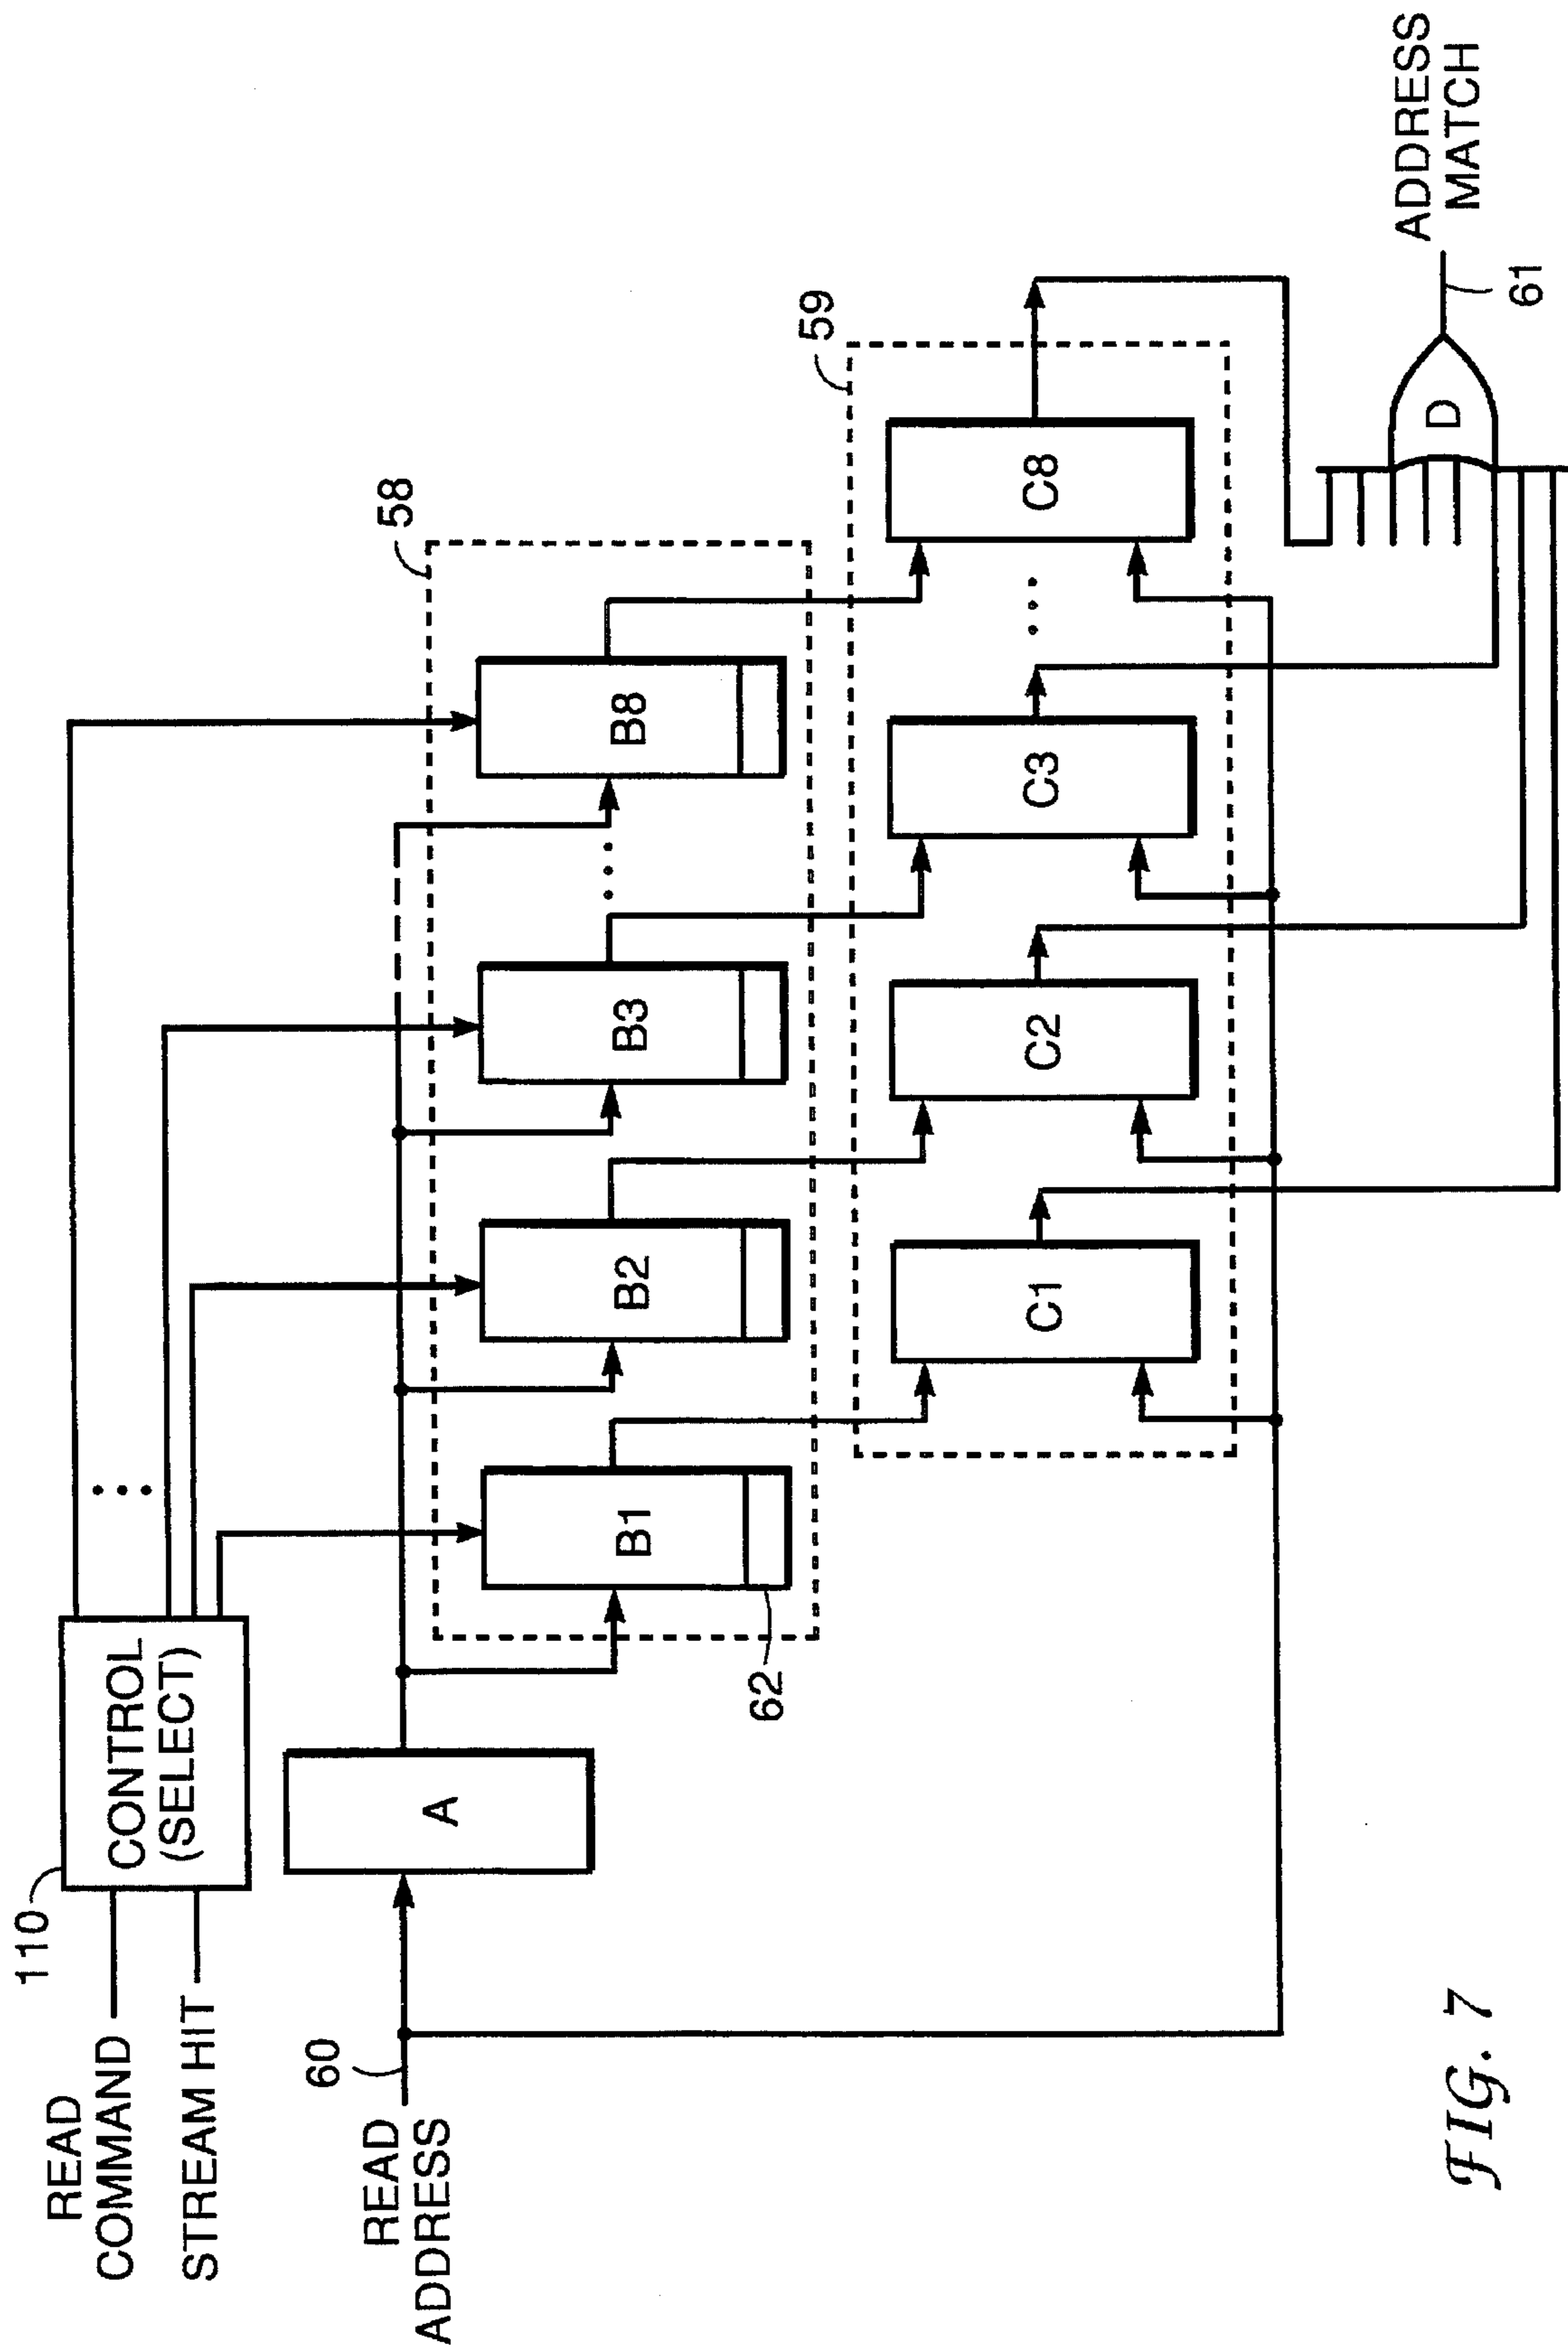 110
READ
COMMAND
STREAM HIT
CONTROL
(SELECT)
60
READ
ADDRESS
A
58
B1
B2
B3
B8
62
59
C1
C2
C3
C8
D
ADDRESS
MATCH
61
FIG. 7